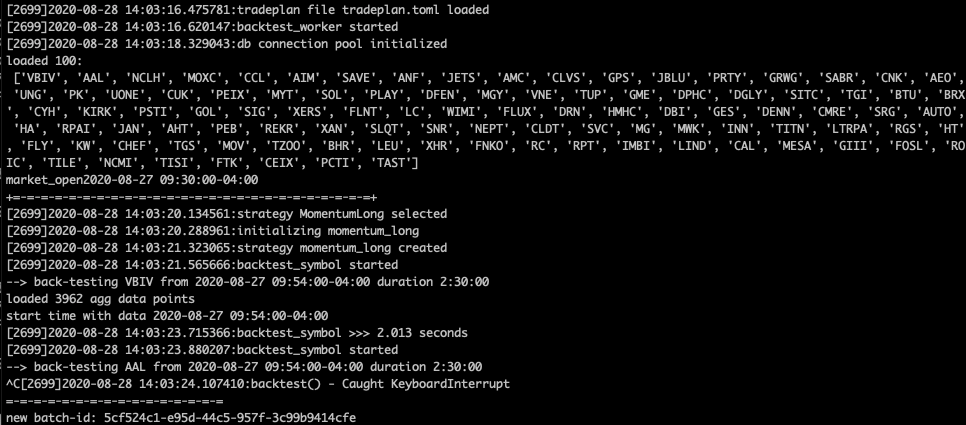 [2699]2020-08-28 14:03:16.475781:tradeplan file tradeplan.toml loaded
[2699]2020-08-28 14:03:16.620147:backtest_worker started
[2699]2020-08-28 14:03:18.329043:db connection pool initialized
loaded 100:
['VBIV', 'AAL', 'NCLH', 'MOXC', 'CCL', 'AIM', 'SAVE', 'ANF', 'JETS', 'AMC', 'CLVS', 'GPS', 'JBLU', 'PRTY', 'GRWG', 'SABR', 'CNK', 'AEO',
'UNG', 'PK', 'UONE', 'CUK', 'PEIX', 'MYT', 'SOL', 'PLAY', 'DFEN', 'MGY', 'VNE', 'TUP', 'GME', 'DPHC', 'DGLY', 'SITC', 'TGI', 'BTU', 'BRX
', 'CYH', 'KIRK', 'PSTI', 'GOL', 'SIG', 'XERS', 'FLNT', 'LC', 'WIMI', 'FLUX', 'DRN', 'HMHC', 'DBI', 'GES', 'DENN', 'CMRE', 'SRG', 'AUTO',
'HA', 'RPAI', 'JAN', 'AHT', 'PEB', 'REKR', 'XAN', 'SLQT', 'SNR', 'NEPT', 'CLDT', 'SVC', 'MG', 'MWK', 'INN', 'TITN', 'LTRPA', 'RGS', 'HT'
, 'FLY', 'KW', 'CHEF', 'TGS', 'MOV', 'TZOO', 'BHR', 'LEU', 'XHR', 'FNKO', 'RC', 'RPT', 'IMBI', 'LIND', 'CAL', 'MESA', 'GIII', 'FOSL', 'RO
IC', 'TILE', 'NCMI', 'TISI', 'FTK', 'CEIX', 'PCTI', 'TAST']
market_open2020-08-27 09:30:00-04:00
+=-=-=-=-=-=-=-=-=-=-=-=-=-=-=-=-=-=-=-=-=-=-=-=-=-=-=+
[2699]2020-08-28 14:03:20.134561:strategy MomentumLong selected
[2699]2020-08-28 14:03:20.288961:initializing momentum_long
[2699]2020-08-28 14:03:21.323065:strategy momentum_long created
[2699]2020-08-28 14:03:21.565666:backtest_symbol started
--> back-testing VBIV from 2020-08-27 09:54:00-04:00 duration 2:30:00
loaded 3962 agg data points
start time with data 2020-08-27 09:54:00-04:00
[2699]2020-08-28 14:03:23.715366:backtest_symbol >>> 2.013 seconds
[2699]2020-08-28 14:03:23.880207:backtest_symbol started
--> back-testing AAL from 2020-08-27 09:54:00-04:00 duration 2:30:00
^C[2699]2020-08-28 14:03:24.107410:backtest() - Caught KeyboardInterrupt
=-=-=-=-=-=-=-=-=-=-=-=-=-=-=-=
new batch-id: 5cf524c1-e95d-44c5-957f-3c99b9414cfe